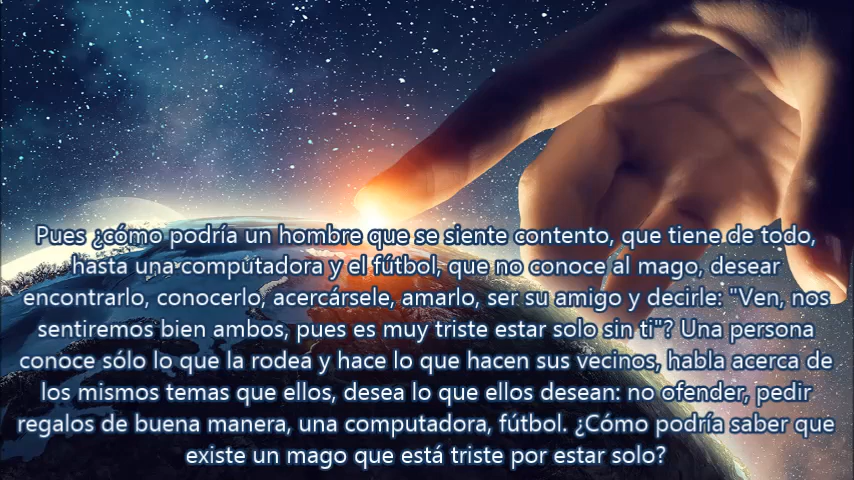 Pues ¿cómo podría un hombre que se siente contento, que tiene de todo,
hasta una computadora y el fútbol, que no conoce al mago, desear
encontrarlo, conocerlo, acercársele, amarlo, ser su amigo y decirle: "Ven, nos
sentiremos bien ambos, pues es muy triste estar solo sin ti"? Una persona
conoce sólo lo que la rodea y hace lo que hacen sus vecinos, habla acerca de
los mismos temas que ellos, desea lo que ellos desean: no ofender, pedir
regalos de buena manera, una computadora, fútbol. ¿Cómo podría saber que
existe un mago que está triste por estar solo?